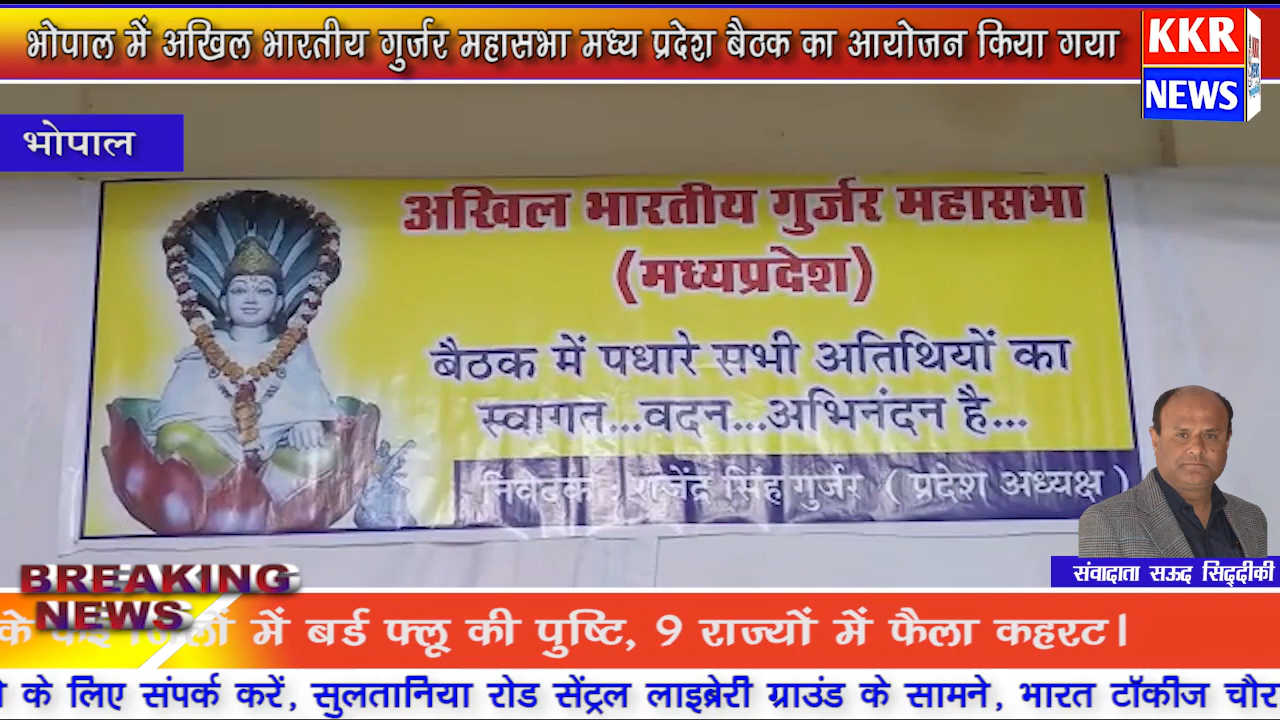 भोपाल में अखिल भारतीय गुर्जर महासभा मध्य प्रदेश बैठक का आयोजन किया गया
KKR
NEWS
भोपाल
अखिल भारतीय गुर्जर महासभा
(मध्यप्रदेश)
बैठक में पधारे सभी अतिथियों का
स्वागत...वदन...अभिनंदन है...
निवेदक : राजेंद्र सिंह गुर्जर ( प्रदेश अध्यक्ष )
संवादाता सऊद सिद्दीकी
BREAKING
NEWS
के में बर्ड फ्लू की पुष्टि, 9 राज्यों में फैला कहरट।
के लिए संपर्क करें, सुलतानिया रोड सेंट्रल लाइब्रेरी ग्राउंड के सामने, भारत टॉकीज चौर